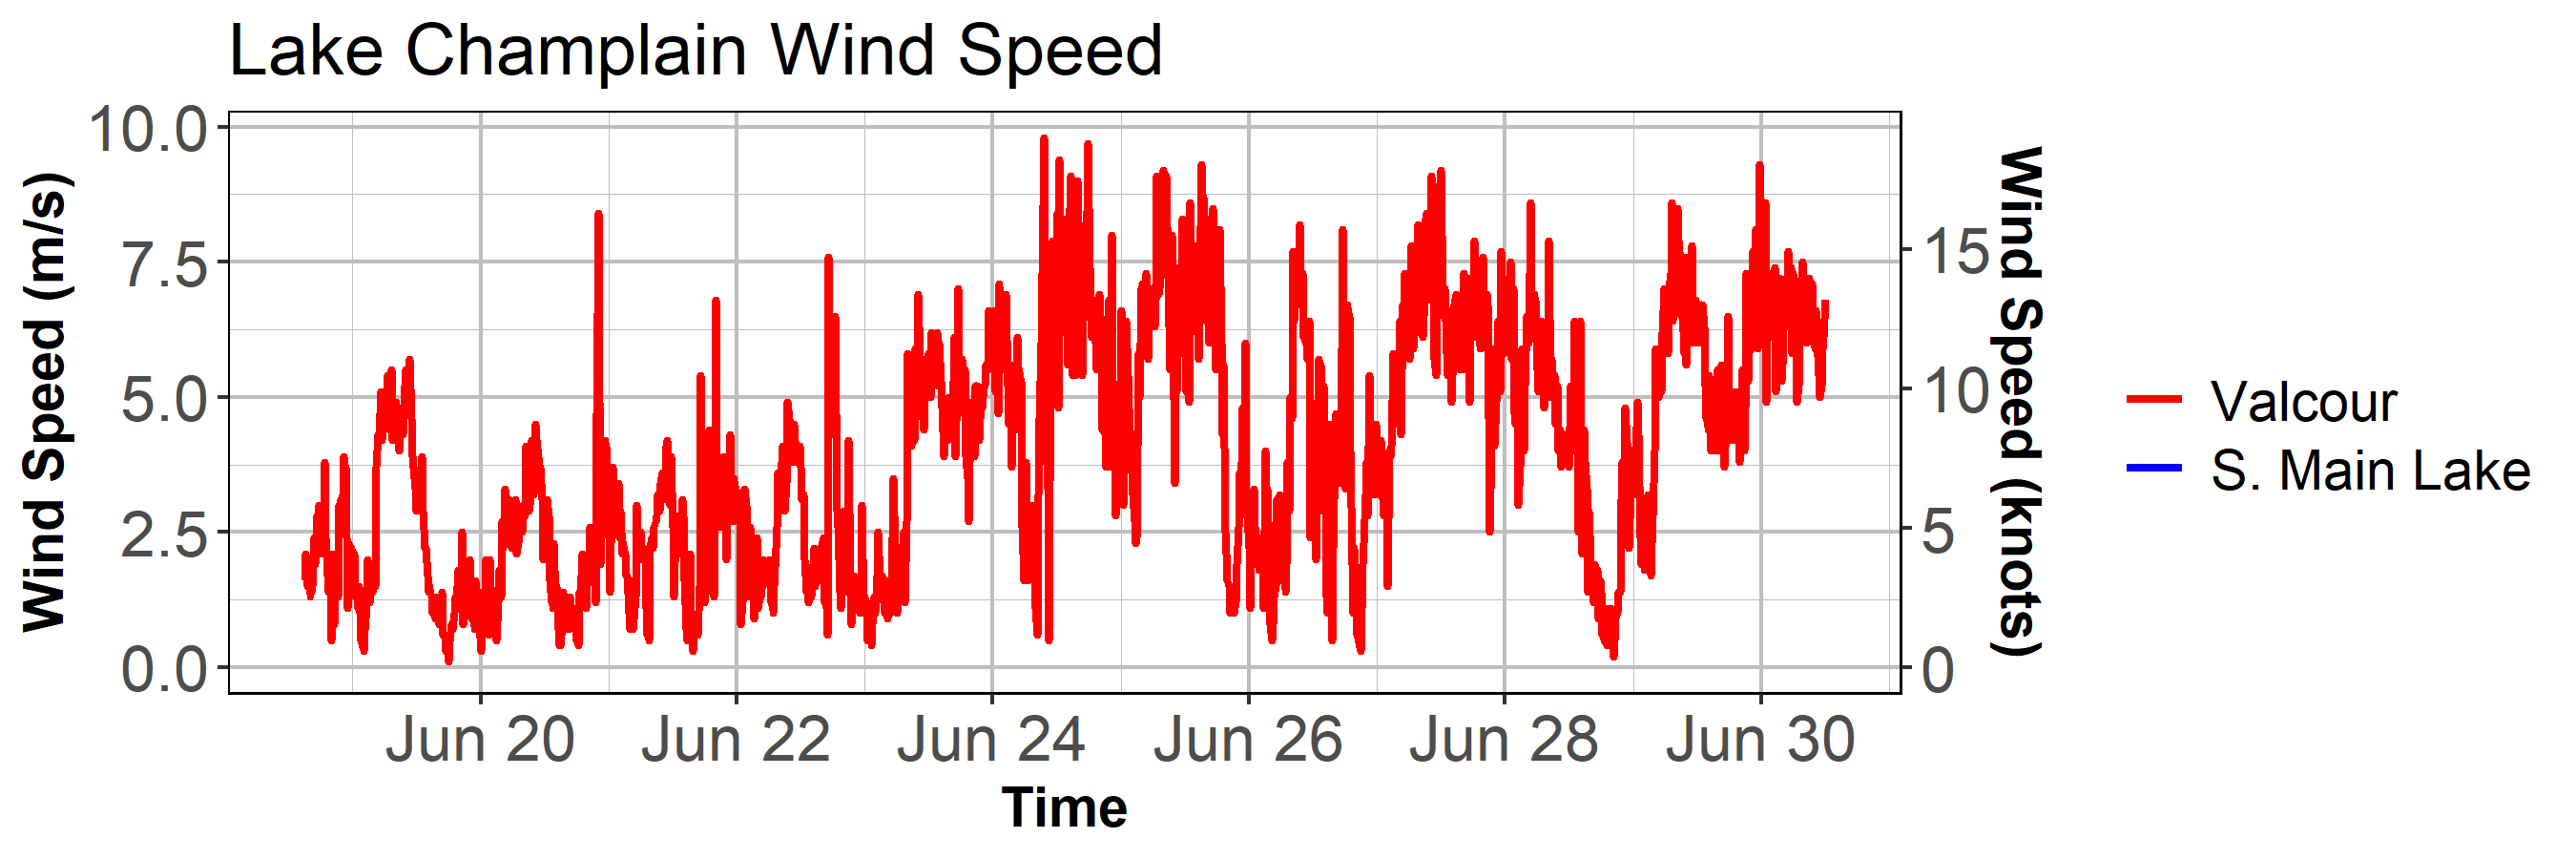 Lake Champlain Wind Speed
Wind Speed (m/s)
10.0
7.5
5.0
2.5
0.0
Wind Speed (knots)
15
10
5
0
Jun 20
Jun 22
Jun 24
Jun 26
Jun 28
Jun 30
Time
Valcour
S. Main Lake